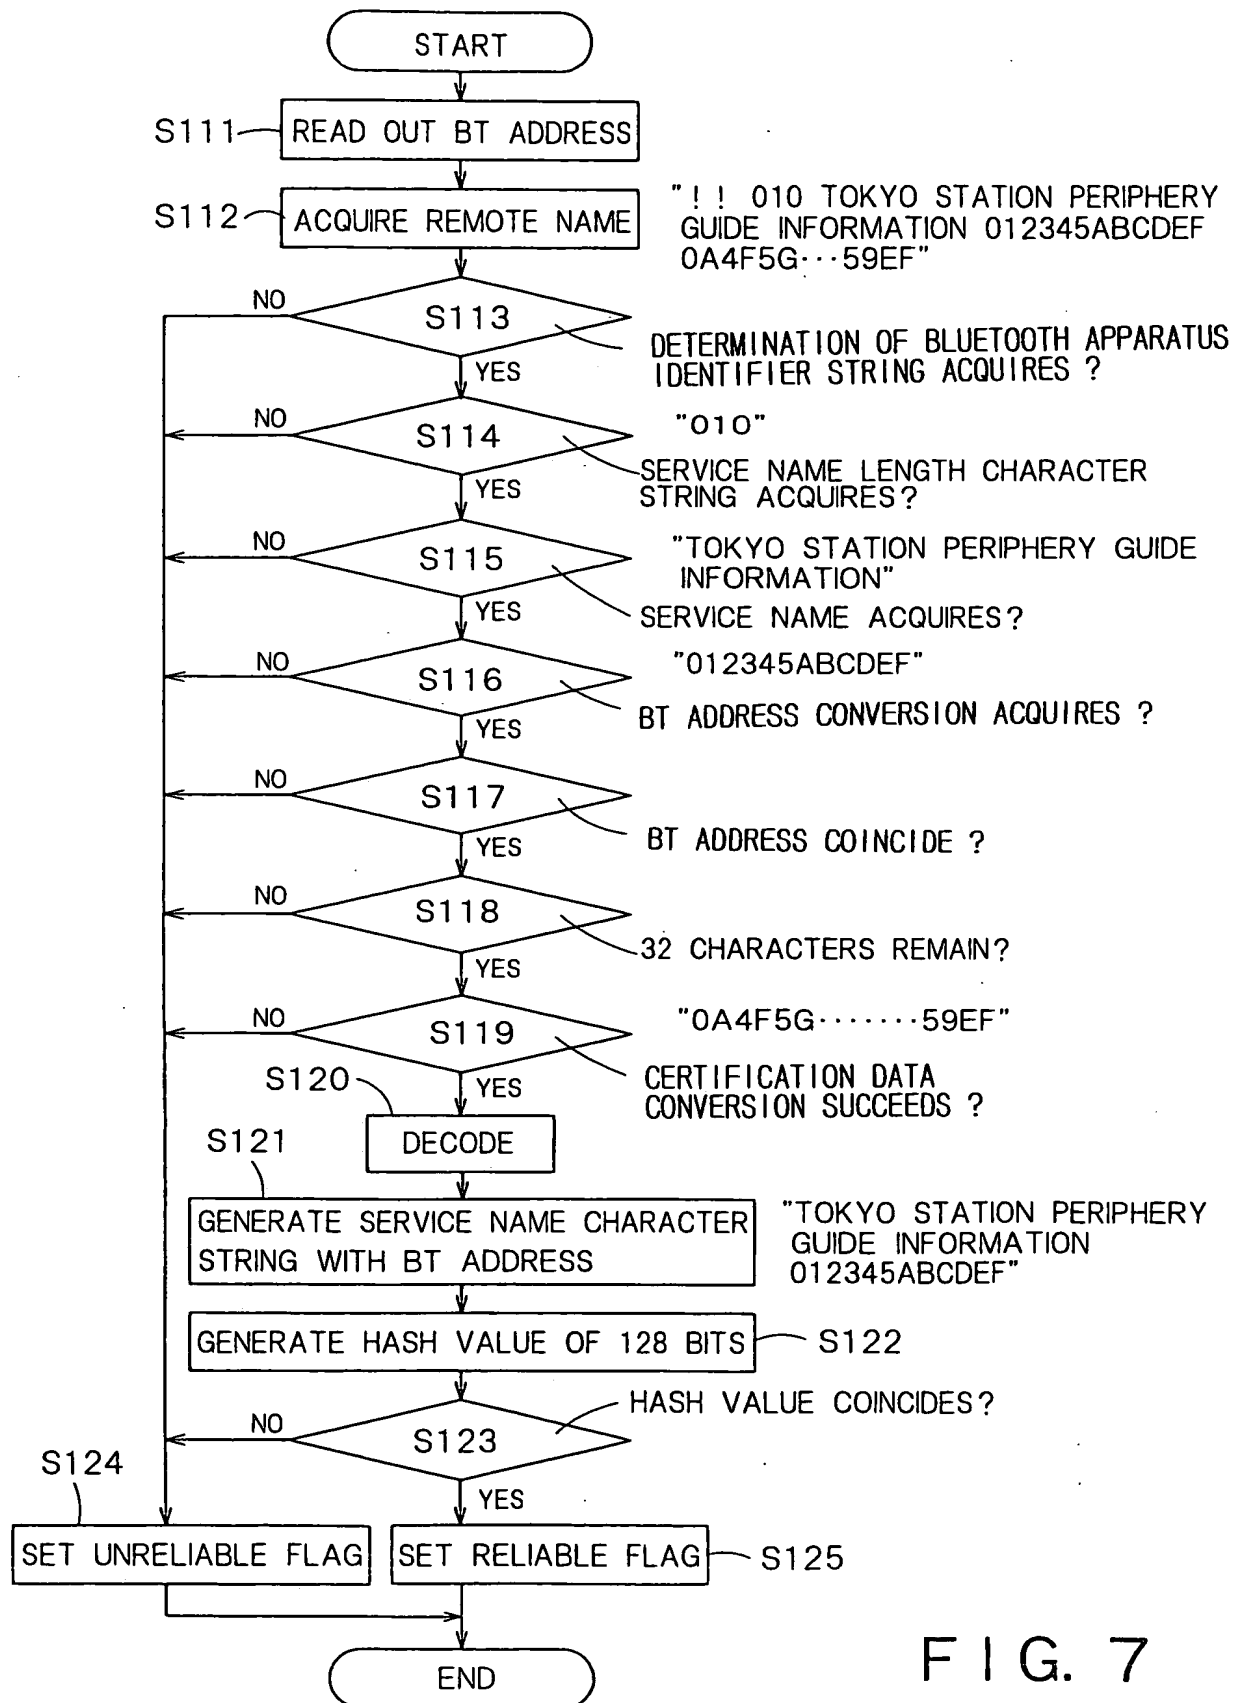 START
S111
READ OUT BT ADDRESS
S112
ACQUIRE REMOTE NAME
"!! 010 TOKYO STATION PERIPHERY
GUIDE INFORMATION 012345ABCDEF
0A4F5G···59EF"
NO
S113
DETERMINATION OF BLUETOOTH APPARATUS
IDENTIFIER STRING ACQUIRES ?
YES
NO
S114
"010"
SERVICE NAME LENGTH CHARACTER
STRING ACQUIRES?
YES
NO
S115
"TOKYO STATION PERIPHERY GUIDE
INFORMATION"
YES
SERVICE NAME ACQUIRES?
NO
S116
"012345ABCDEF"
BT ADDRESS CONVERSION ACQUIRES ?
YES
NO
S117
BT ADDRESS COINCIDE ?
YES
NO
S118
32 CHARACTERS REMAIN?
YES
NO
S119
"0A4F5G·······59EF"
CERTIFICATION DATA
CONVERSION SUCCEEDS ?
YES
S120
DECODE
S121
GENERATE SERVICE NAME CHARACTER
STRING WITH BT ADDRESS
"TOKYO STATION PERIPHERY
GUIDE INFORMATION
012345ABCDEF"
GENERATE HASH VALUE OF 128 BITS
S122
HASH VALUE COINCIDES?
NO
S123
YES
S124
SET UNRELIABLE FLAG
SET RELIABLE FLAG
S125
END
FIG. 7